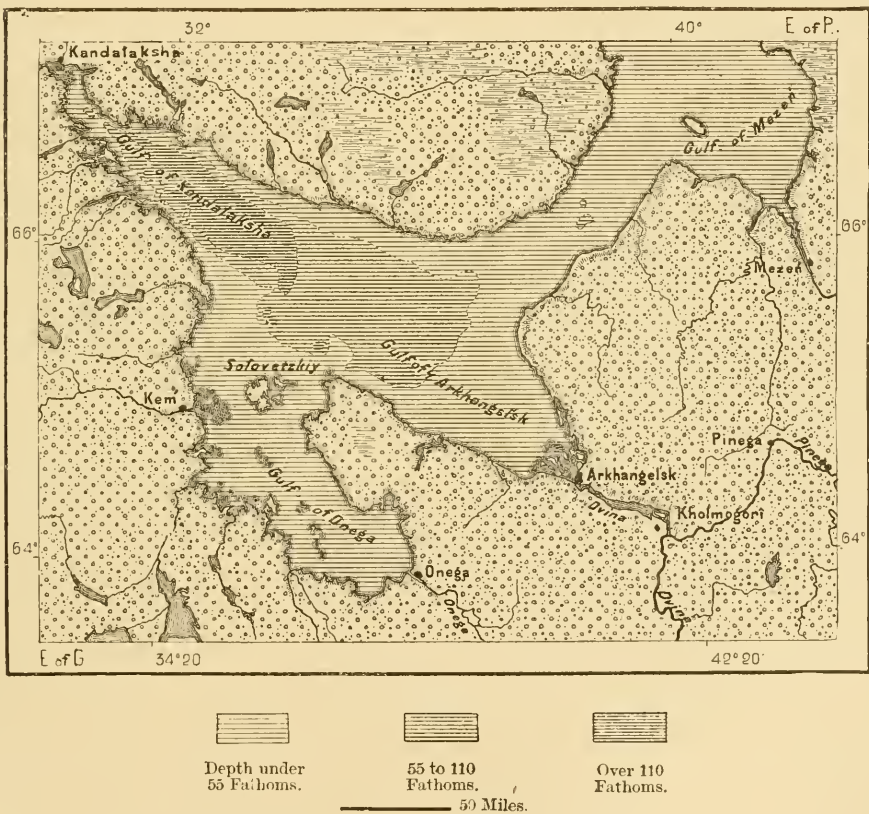 32°
40°
E of P.
Kandalaksha
Gulf of Kandalaksha
Gulf of Mezeń
66°
66°
Mezeń
Solovetzkiy
Gulf of Arkhangelsk
Kem'
Pinega
Pinega
Gulf of Onega
Arkhangelsk
Dvina
Kholmogori
64°
64°
Onega
Onega
Dvina
E of G
34°20
42°20'
Depth under
55 Fathoms.
55 to 110
Fathoms.
Over 110
Fathoms.
50 Miles.